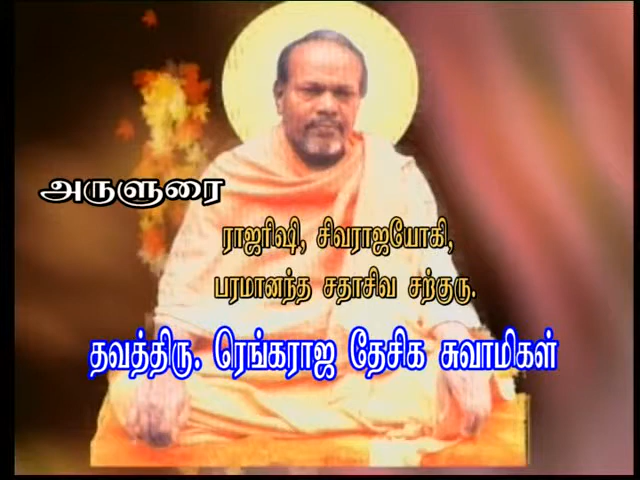 அருளுரை
ராஜரிஷி, சிவராஜயோகி,
பரமானந்த சதாசிவ சற்குரு.
தவத்திரு. ரெங்கராஜ தேசிக சுவாமிகள்